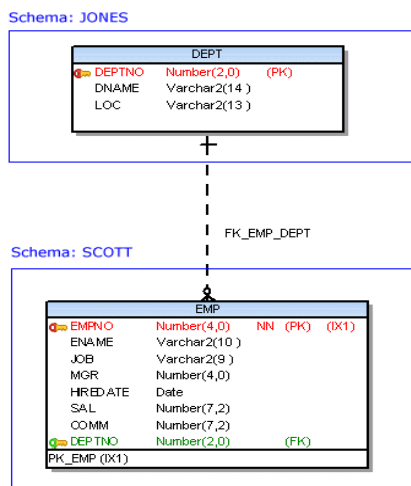 Schema: JONES
DEPT
DEPTNO Number(2,0) (PK)
DNAME Varchar2(14 )
LOC Varchar2(13 )
FK_EMP_DEPT
Schema: SCOTT
EMP
EMPNO Number(4,0) NN (PK) (IX1)
ENAME Varchar2(10 )
JOB Varchar2(9 )
MGR Number(4,0)
HIREDATE Date
SAL Number(7,2)
COMM Number(7,2)
DEPTNO Number(2,0) (FK)
PK_EMP (IX1)